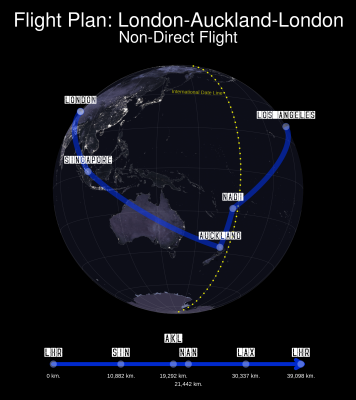 Flight Plan: London-Auckland-London
Non-Direct Flight
International Date Line
LONDON
LOS ANGELES
SINGAPORE
NADI
AUCKLAND
AKL
LHR SIN NAN LAX LHR
0 km. 10,882 km. 19,292 km. 30,337 km. 39,098 km.
21,442 km.